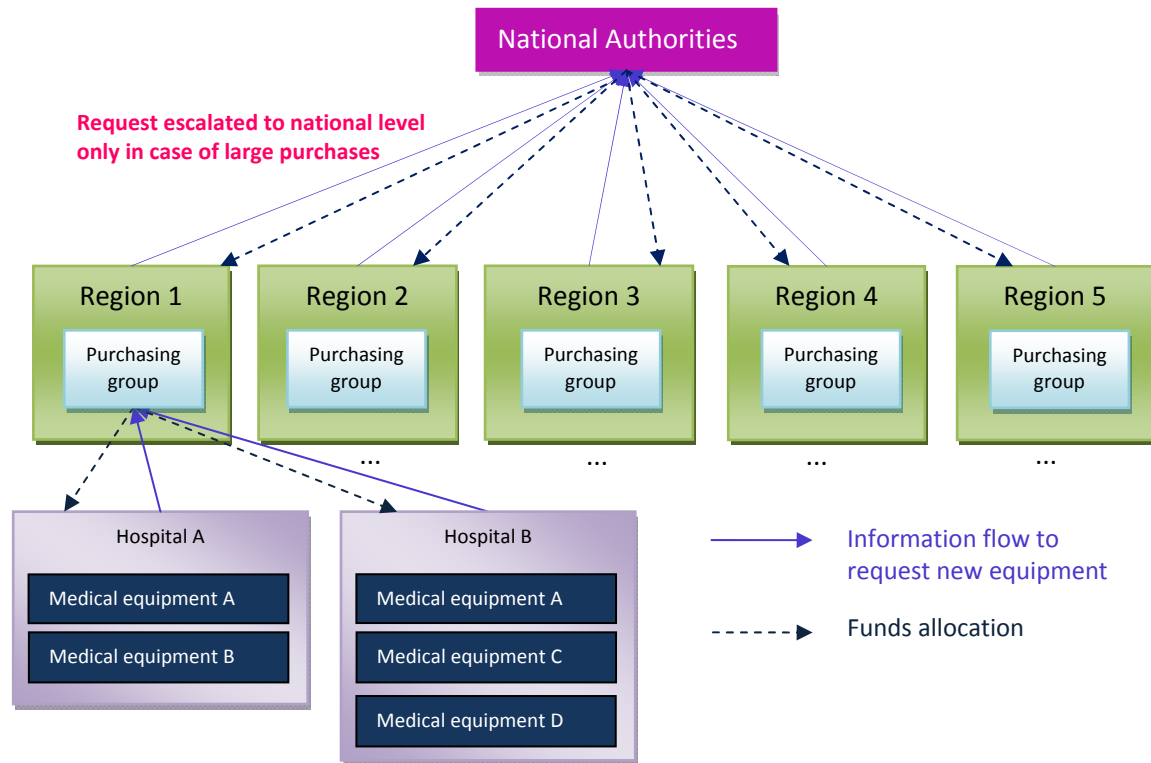 National Authorities
Request escalated to national level
only in case of large purchases
Region 1
Purchasing
group
Region 2
Purchasing
group
Region 3
Purchasing
group
Region 4
Purchasing
group
Region 5
Purchasing
group
...
...
...
...
Hospital A
Medical equipment A
Medical equipment B
Hospital B
Medical equipment A
Medical equipment C
Medical equipment D
Information flow to
request new equipment
Funds allocation